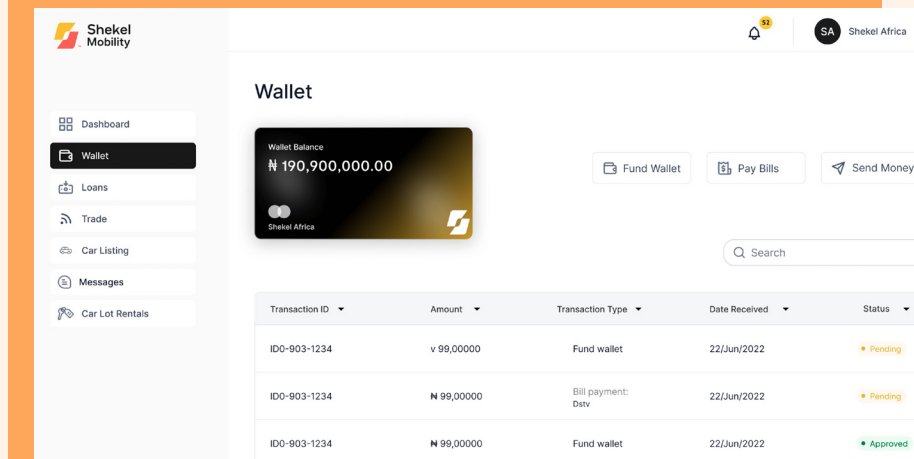 Shekel
Mobility
52
SA Shekel Africa
Wallet
Dashboard
Wallet
Loans
Trade
Car Listing
Messages
Car Lot Rentals
Wallet Balance
₦ 190,900,000.00
Shekel Africa
Fund Wallet
Pay Bills
Send Money
Search
Transaction ID Amount Transaction Type Date Received Status
ID0-903-1234 v 99,00000 Fund wallet 22/Jun/2022 Pending
ID0-903-1234 ₦ 99,00000 Bill payment: 22/Jun/2022 Pending
Dstv
ID0-903-1234 ₦ 99,00000 Fund wallet 22/Jun/2022 Approved